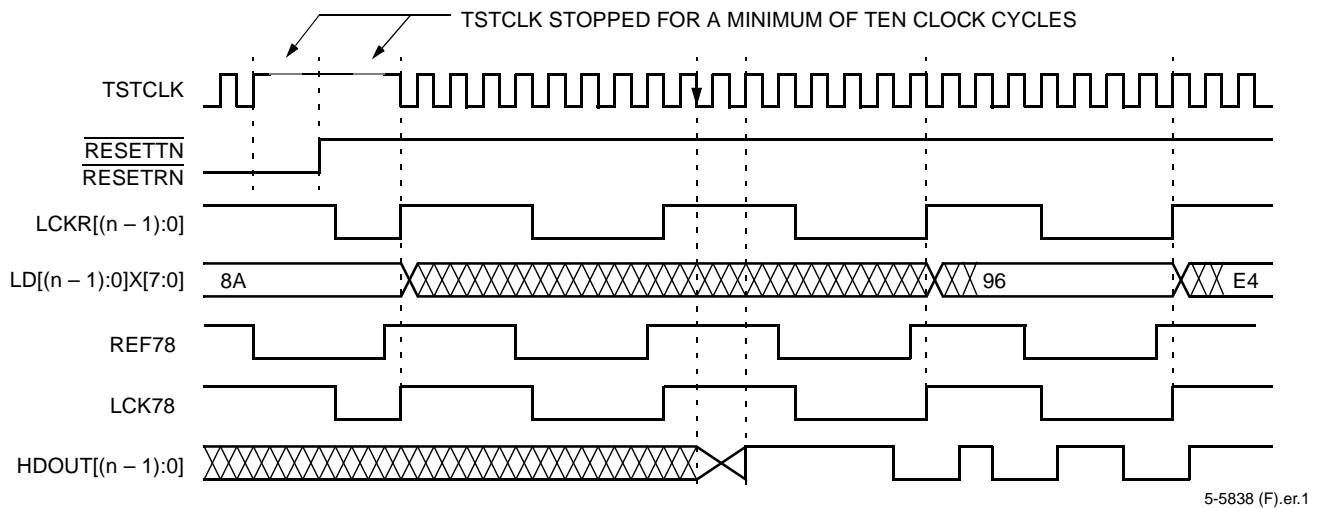 TSTCLK STOPPED FOR A MINIMUM OF TEN CLOCK CYCLES
TSTCLK
RESETTN
RESETRN
LCKR[(n – 1):0]
LD[(n – 1):0]X[7:0]
8A
96
E4
REF78
LCK78
HDOUT[(n – 1):0]
5-5838 (F).er.1